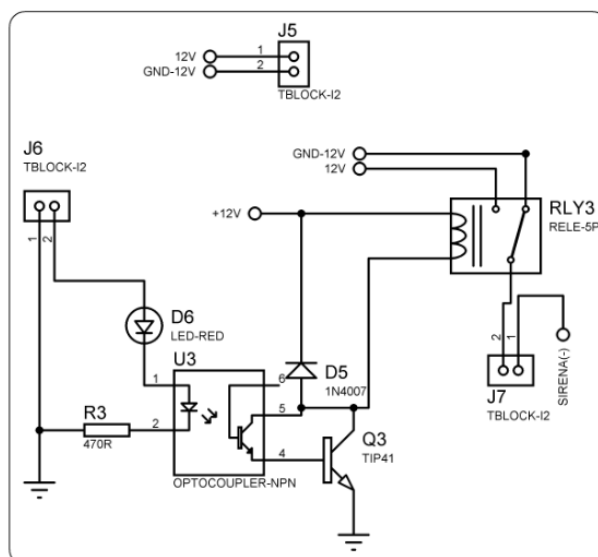 J5
12V 1
GND-12V 2
TBLOCK-I2
J6
TBLOCK-I2
1 2
GND-12V
12V
+12V
RLY3
RELE-5P
D6
LED-RED
U3
1
2
6
5
4
OPTOCOUPLER-NPN
R3
470R
D5
1N4007
Q3
TIP41
2 1
J7
TBLOCK-I2
SIRENA(-)